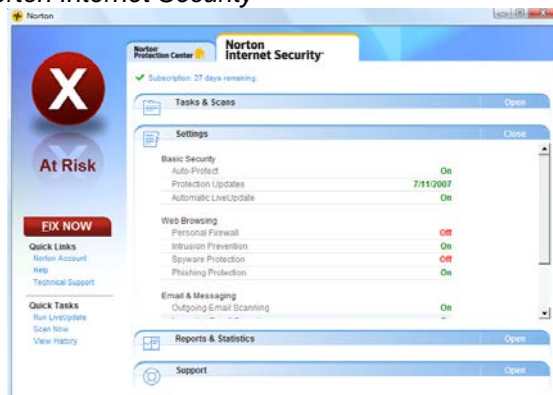 Norton Internet Security
Norton
Norton
Protection Center
Norton
Internet Security
Subscription: 27 days remaining.
Tasks & Scans Open
Settings Close
X
At Risk
Basic Security
Auto-Protect On
Protection Updates 7/11/2007
Automatic LiveUpdate On
FIX NOW
Web Browsing
Personal Firewall Off
Intrusion Prevention On
Spyware Protection Off
Phishing Protection On
Quick Links
Norton Account
Help
Technical Support
Email & Messaging
Outgoing Email Scanning On
Quick Tasks
Run LiveUpdate
Scan Now
View History
Reports & Statistics Open
Support Open